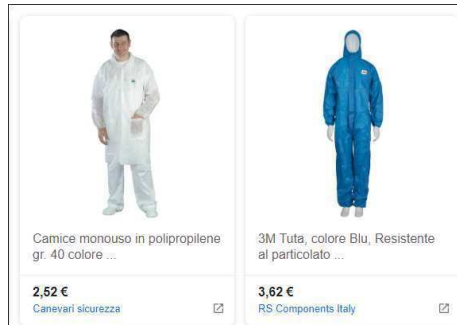 Camice monouso in polipropilene
gr. 40 colore ...
2,52 €
Canevari sicurezza
3M Tuta, colore Blu, Resistente
al particolato ...
3,62 €
RS Components Italy